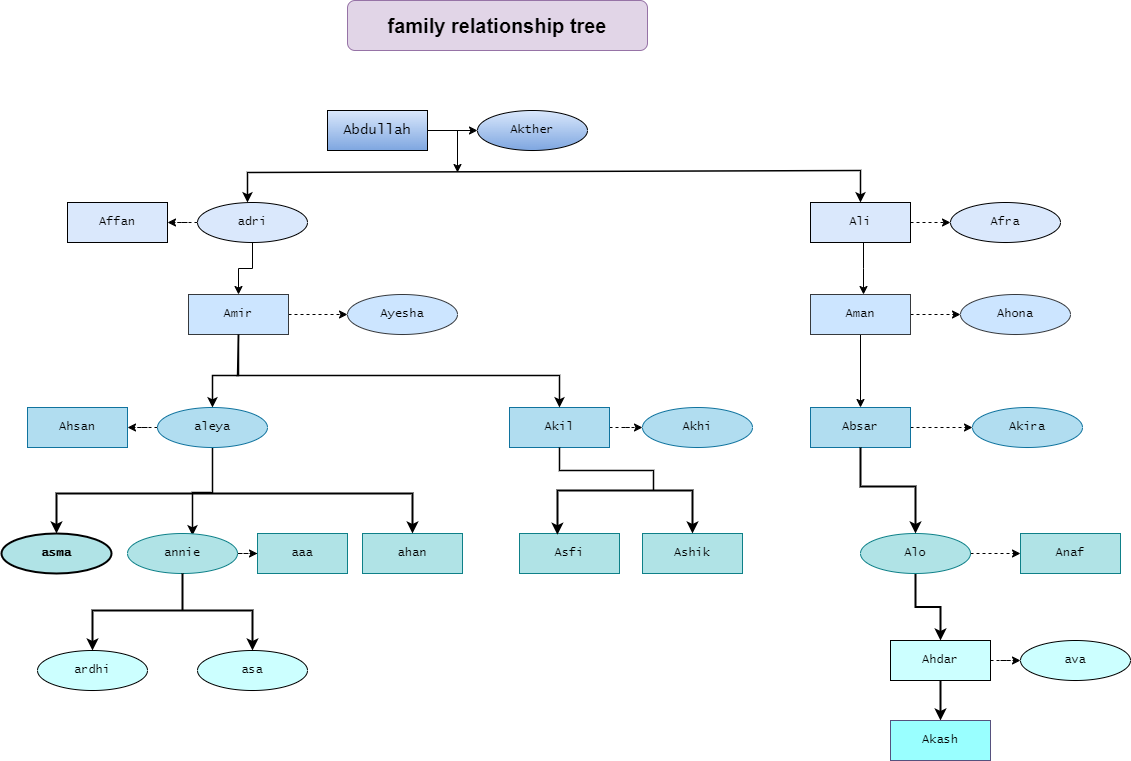 family relationship tree
Abdullah
Akther
Affan
adri
Ali
Afra
Amir
Ayesha
Aman
Ahona
Ahsan
aleya
Akil
Akhi
Absar
Akira
asma
annie
aaa
ahan
Asfi
Ashik
Alo
Anaf
ardhi
asa
Ahdar
ava
Akash